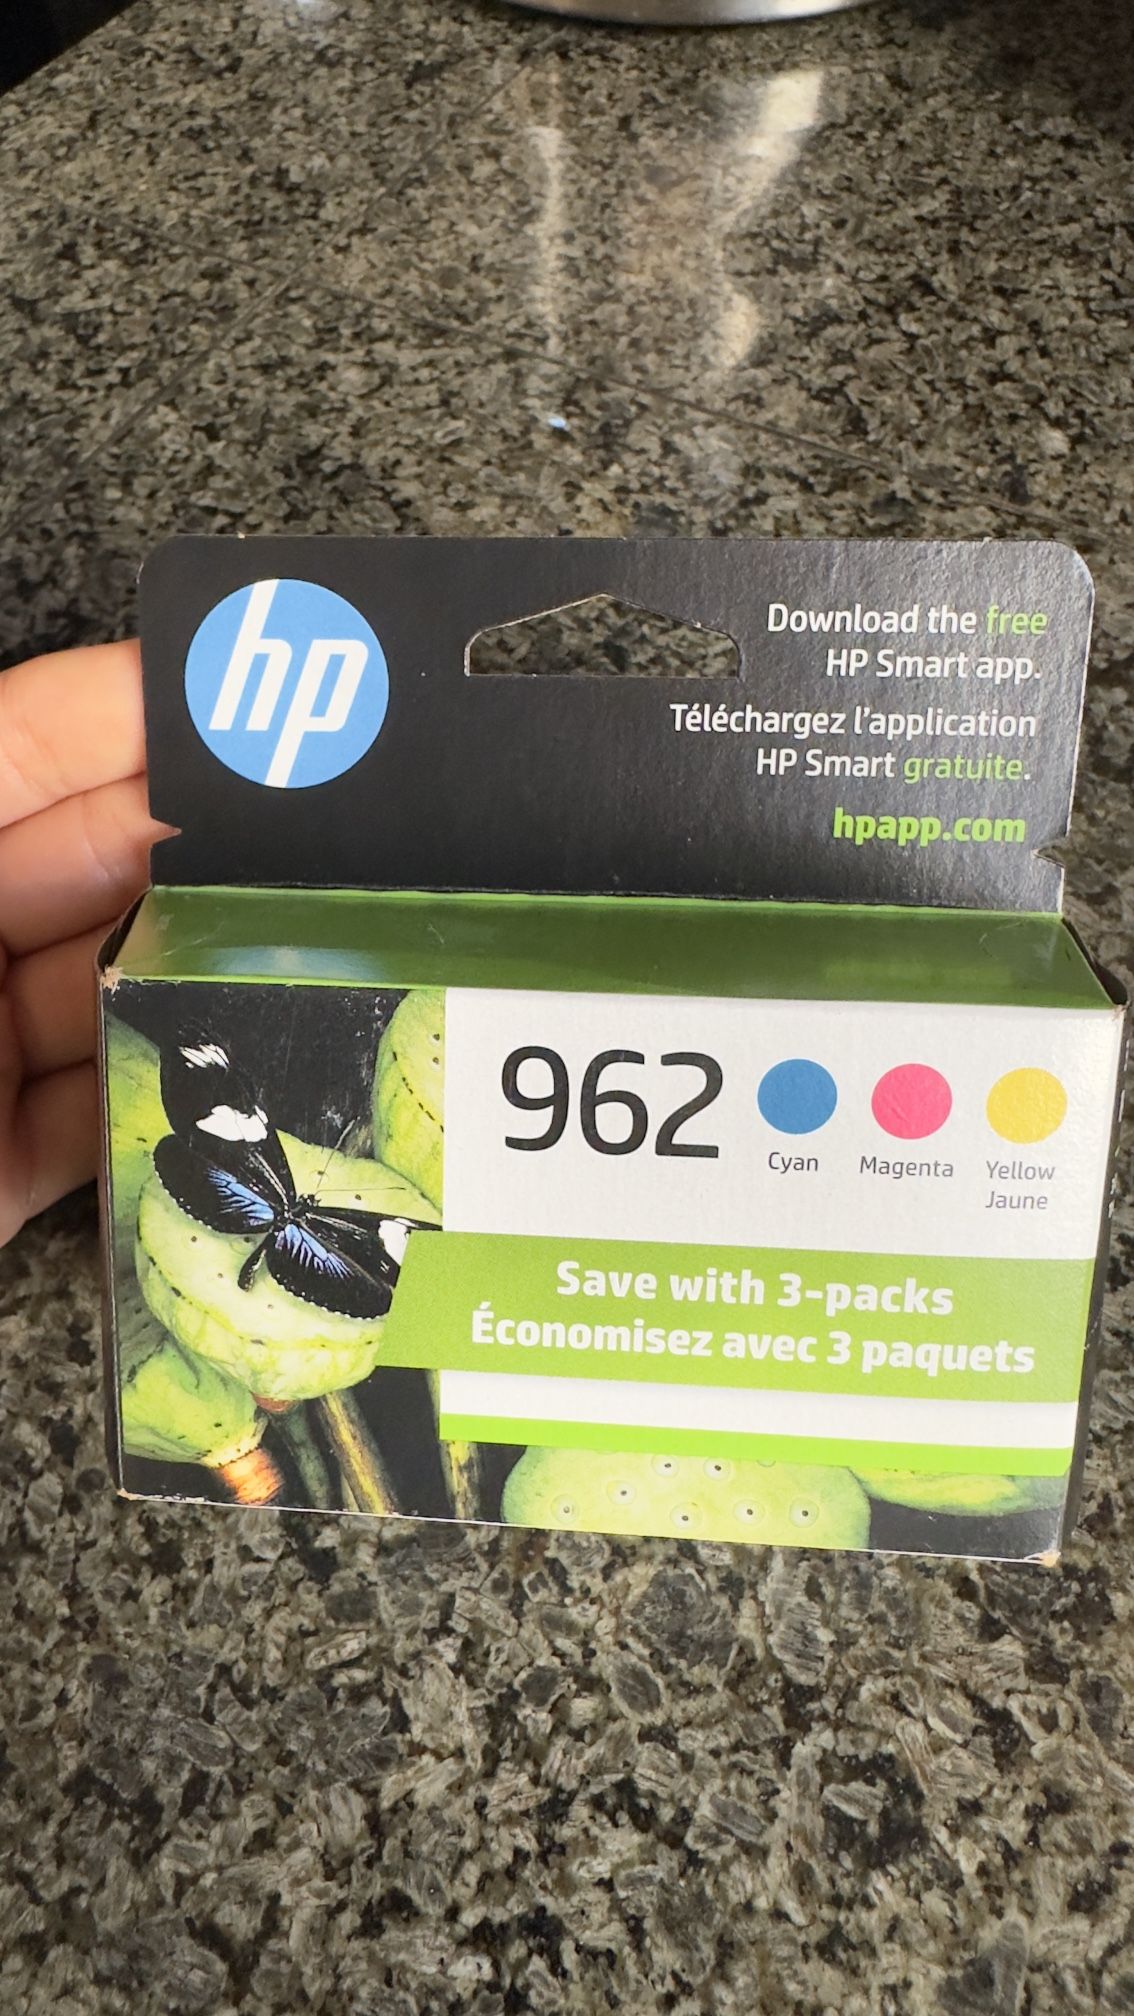 hp
Download the free
HP Smart app.
Téléchargez l'application
HP Smart gratuite.
hpapp.com
962
Cyan
Magenta
Yellow
Jaune
Save with 3-packs
Économisez avec 3 paquets